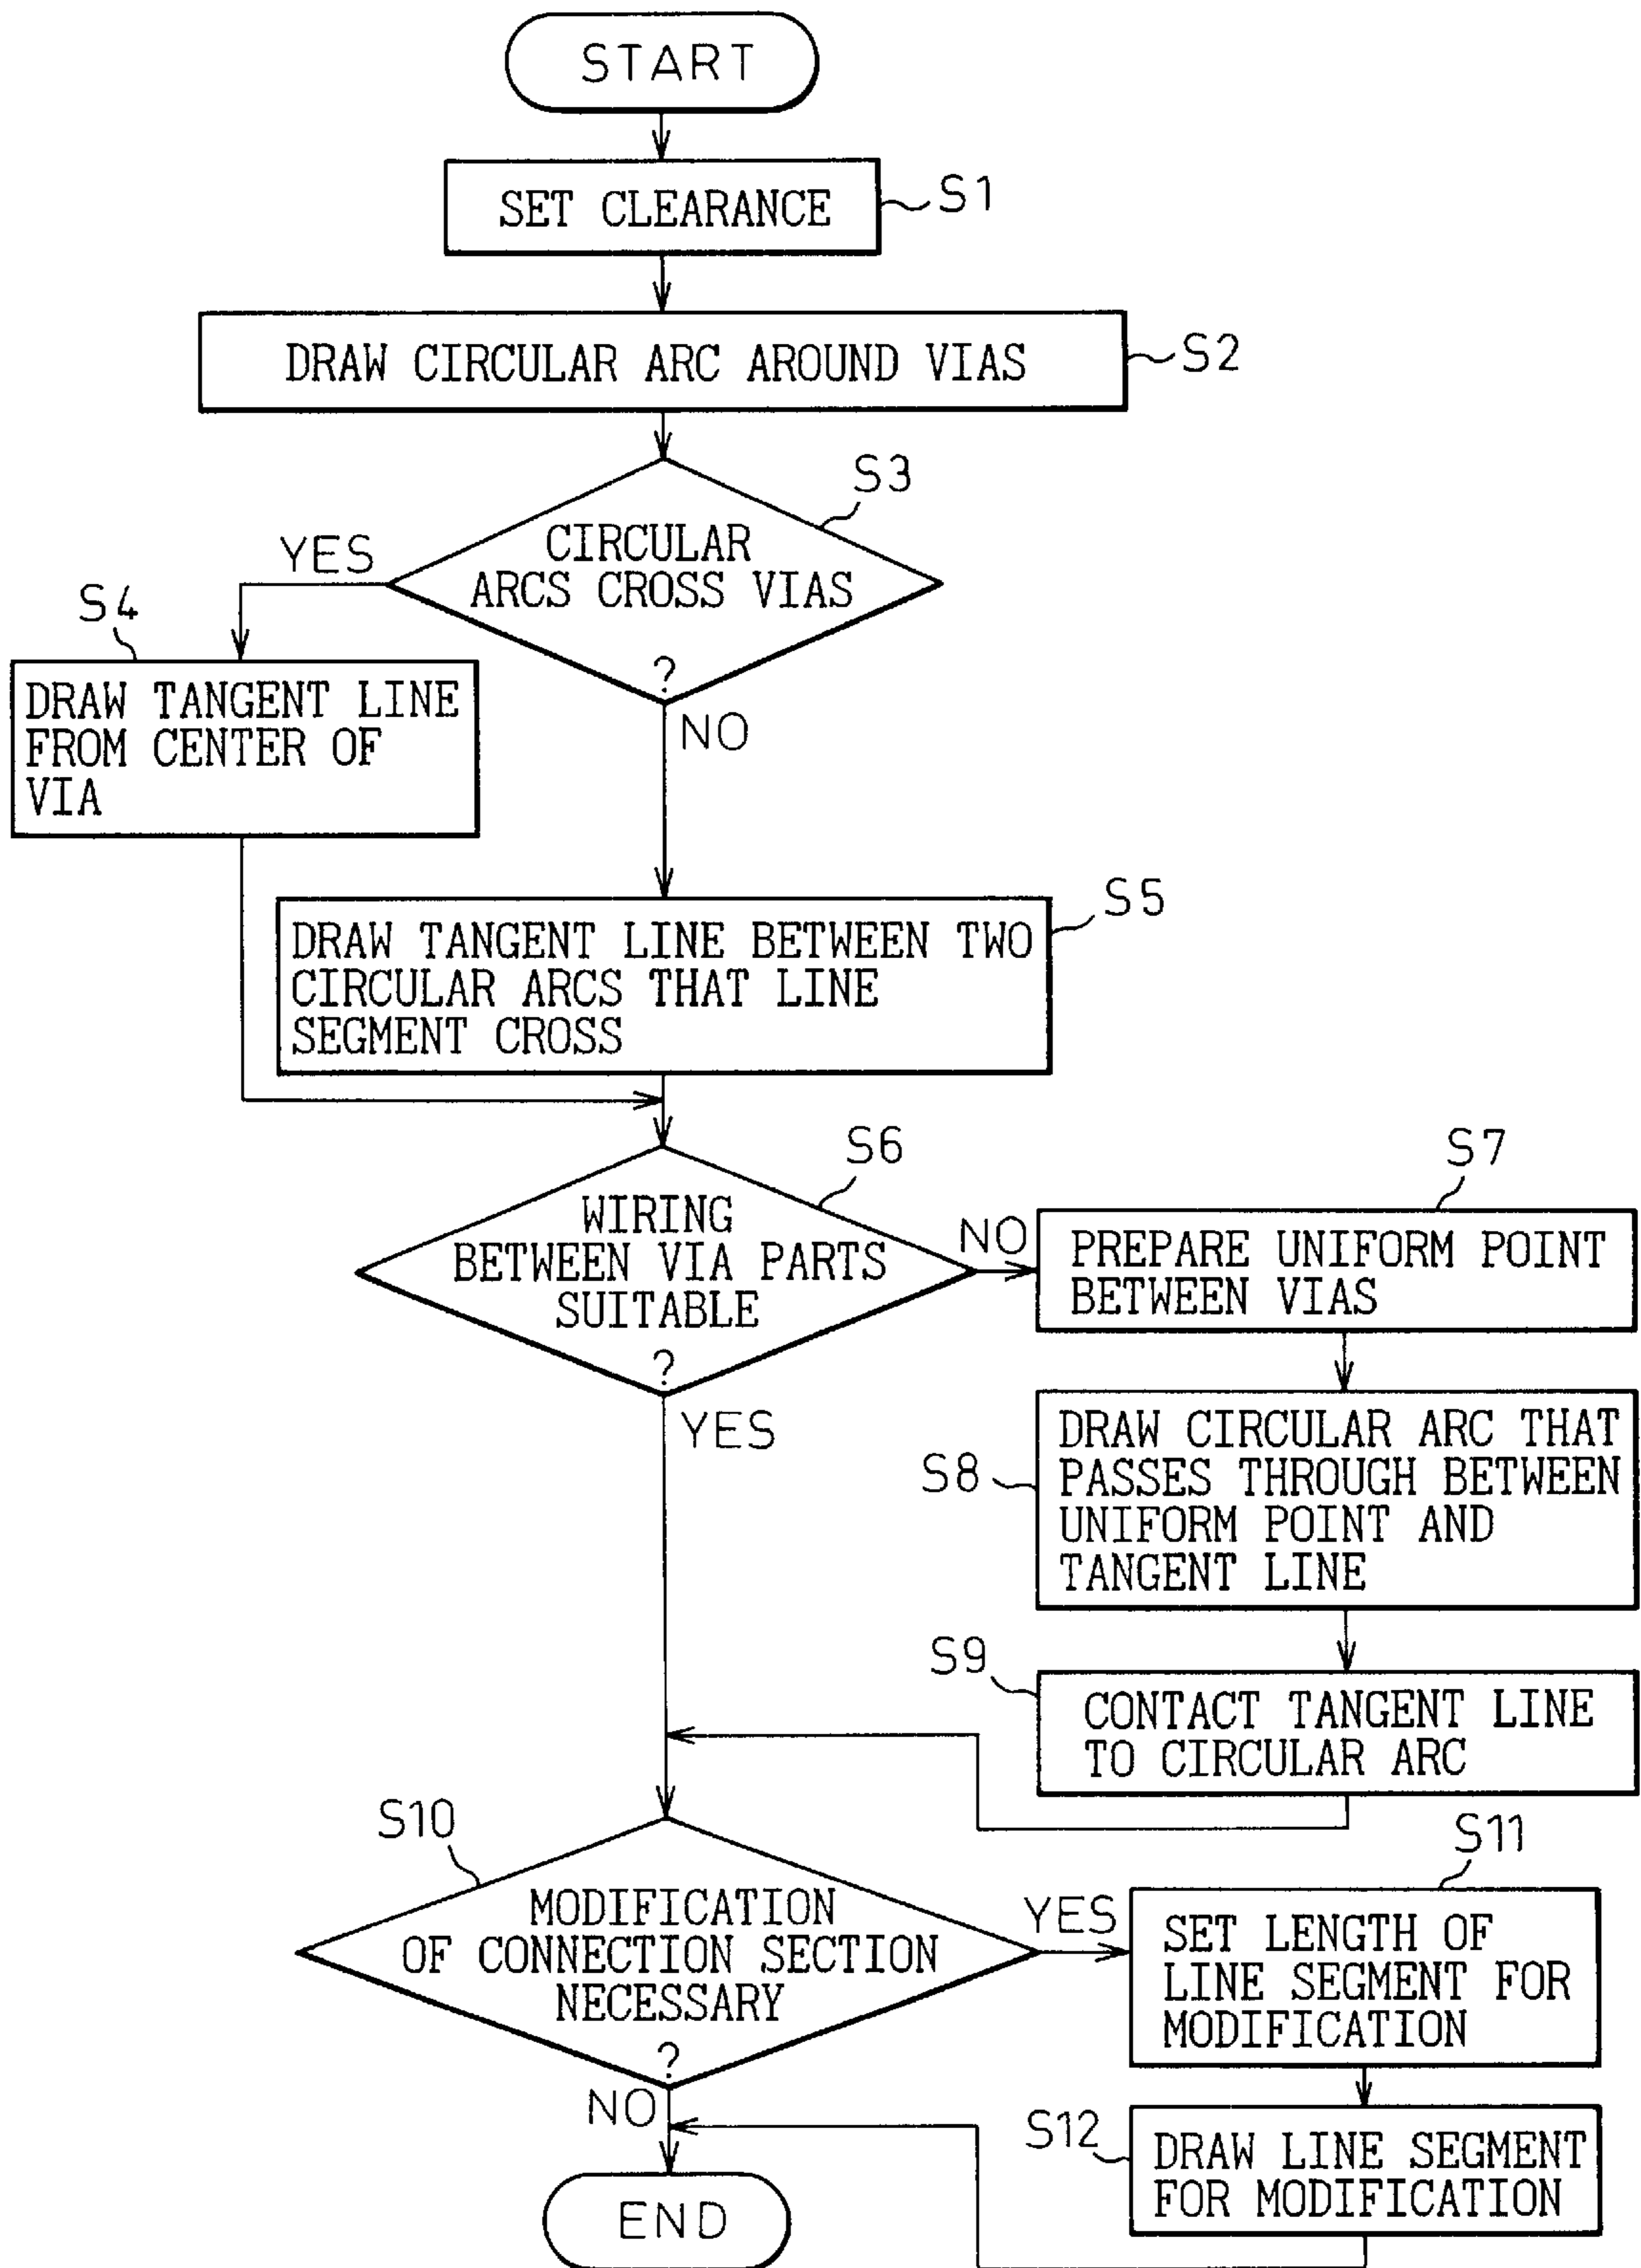 START
SET CLEARANCE
S1
DRAW CIRCULAR ARC AROUND VIAS
S2
S3
CIRCULAR
ARCS CROSS VIAS
?
YES
NO
S4
DRAW TANGENT LINE
FROM CENTER OF
VIA
S5
DRAW TANGENT LINE BETWEEN TWO
CIRCULAR ARCS THAT LINE
SEGMENT CROSS
S6
WIRING
BETWEEN VIA PARTS
SUITABLE
?
NO
YES
S7
PREPARE UNIFORM POINT
BETWEEN VIAS
S8
DRAW CIRCULAR ARC THAT
PASSES THROUGH BETWEEN
UNIFORM POINT AND
TANGENT LINE
S9
CONTACT TANGENT LINE
TO CIRCULAR ARC
S10
MODIFICATION
OF CONNECTION SECTION
NECESSARY
?
YES
NO
S11
SET LENGTH OF
LINE SEGMENT FOR
MODIFICATION
S12
DRAW LINE SEGMENT
FOR MODIFICATION
END